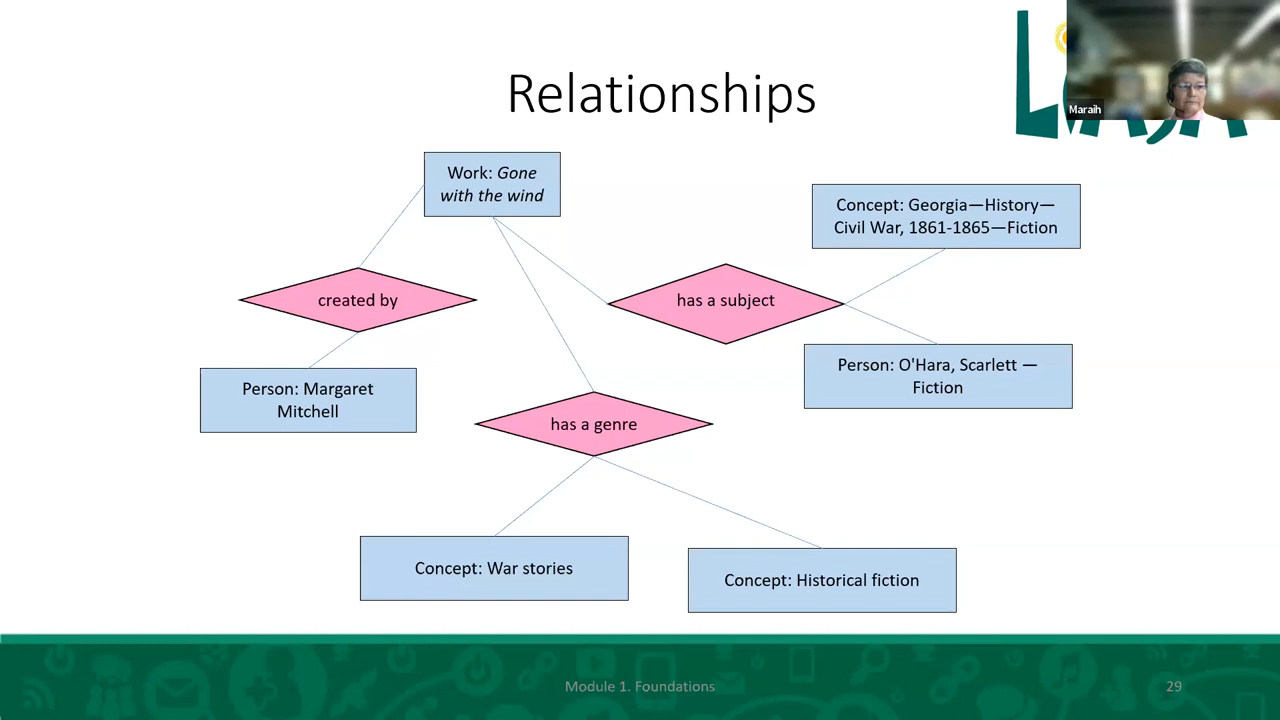 Relationships
Maraih
Work: Gone
with the wind
Concept: Georgia—History—
Civil War, 1861-1865—Fiction
created by
has a subject
Person: Margaret
Mitchell
Person: O'Hara, Scarlett —
Fiction
has a genre
Concept: War stories
Concept: Historical fiction
Module 1. Foundations
29